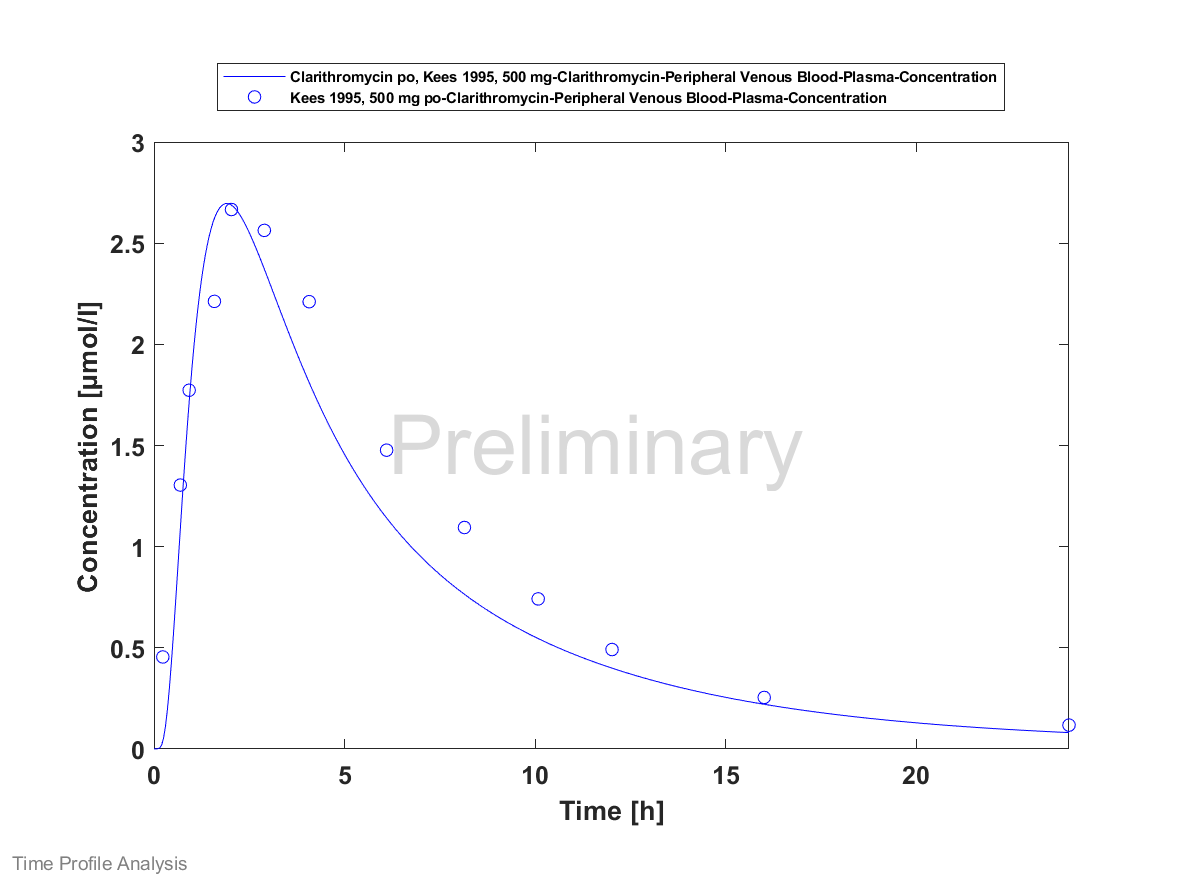 Clarithromycin po, Kees 1995, 500 mg-Clarithromycin-Peripheral Venous Blood-Plasma-Concentration
Kees 1995, 500 mg po-Clarithromycin-Peripheral Venous Blood-Plasma-Concentration
3
2.5
2
1.5
1
0.5
0
Concentration [µmol/l]
Preliminary
0 5 10 15 20
Time [h]
Time Profile Analysis